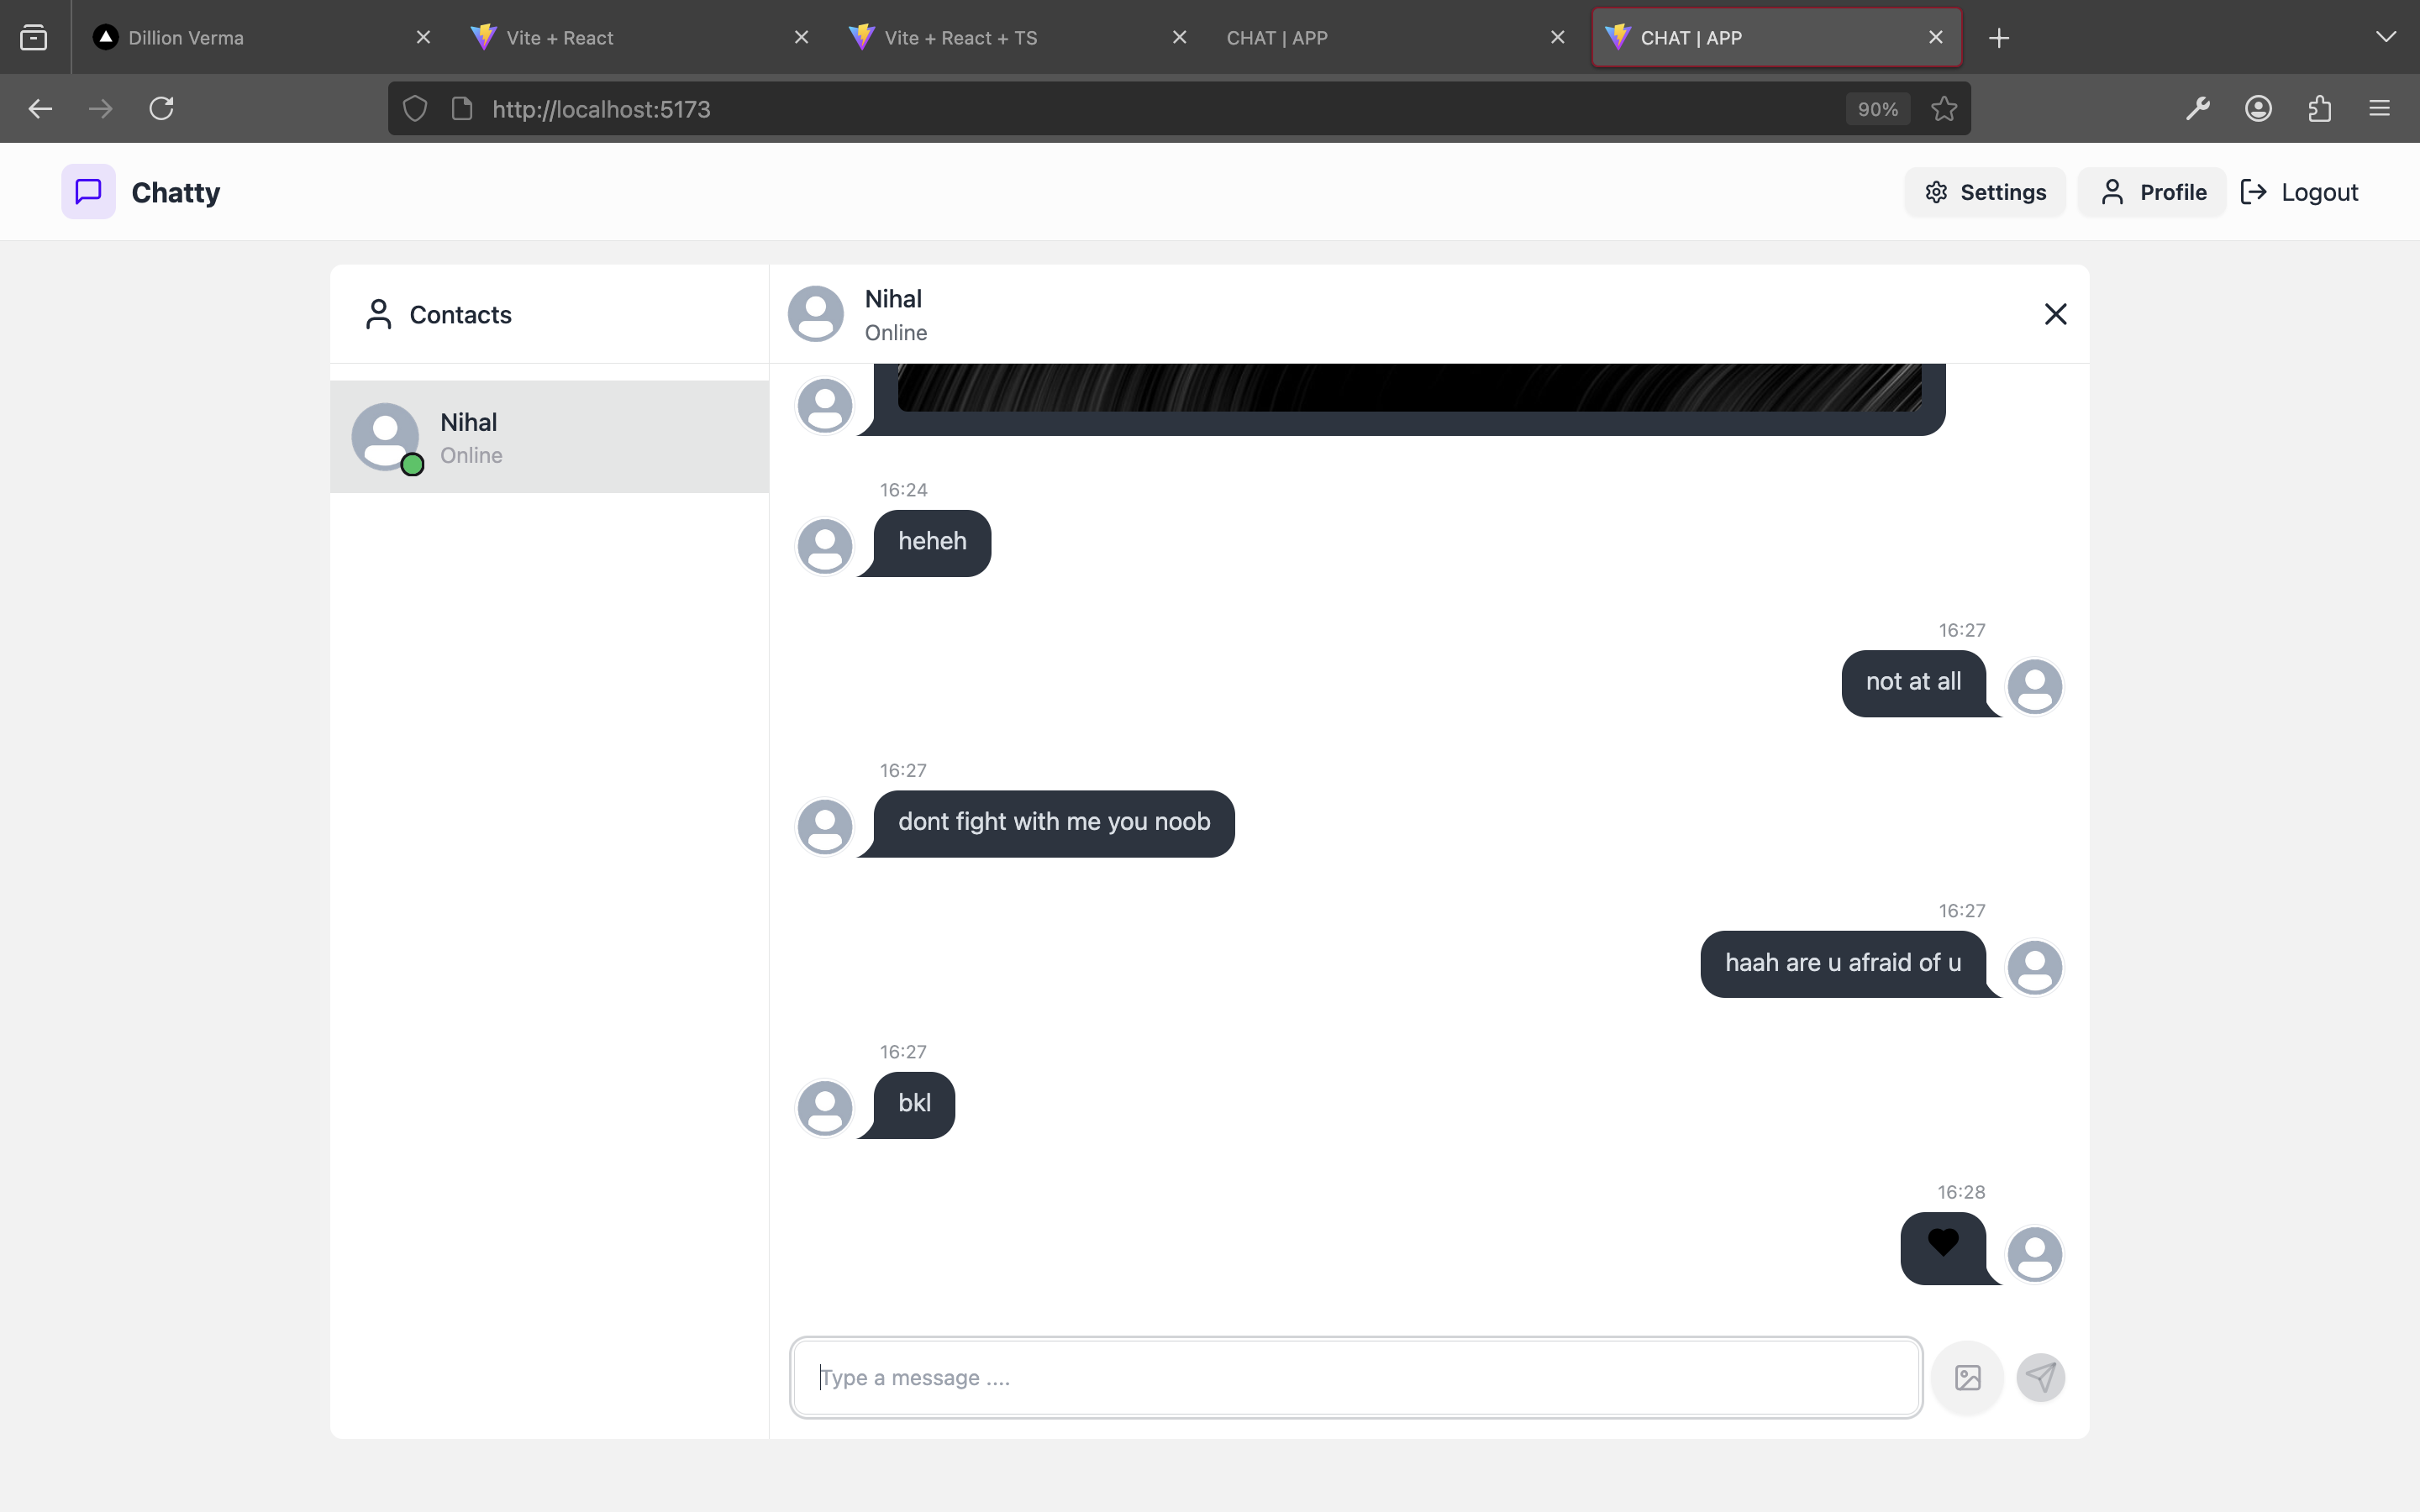 Dillion Verma
Vite + React
Vite + React + TS
CHAT | APP
CHAT | APP
http://localhost:5173
90%
Chatty
Settings
Profile
Logout
Contacts
Nihal
Online
Nihal
Online
16:24
heheh
16:27
not at all
16:27
dont fight with me you noob
16:27
haah are u afraid of u
16:27
bkl
16:28
🖤
Type a message ....